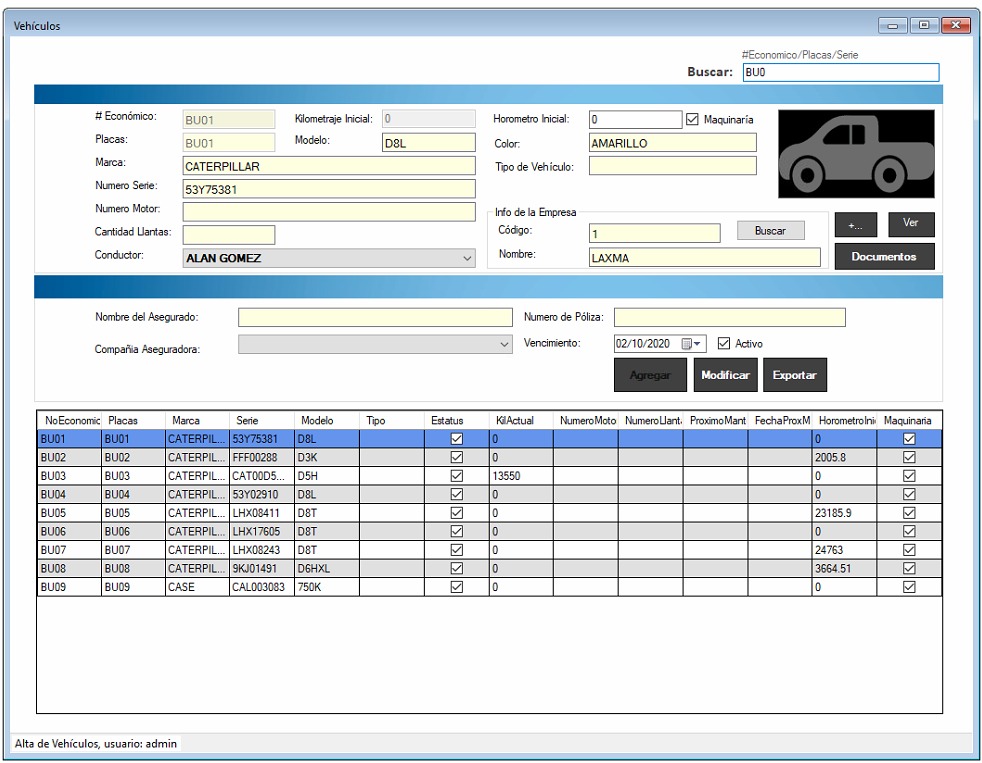 Vehículos
#Economico/Placas/Serie
Buscar: BU0
# Económico: BU01 Kilometraje Inicial: 0 Horometro Inicial: 0 Maquinaría
Placas: BU01 Modelo: D8L Color: AMARILLO
Marca: CATERPILLAR Tipo de Vehículo:
Numero Serie: 53Y75381
Numero Motor:
Info de la Empresa
Cantidad Llantas: Código: 1 Buscar +... Ver
Conductor: ALAN GOMEZ Nombre: LAXMA Documentos
Nombre del Asegurado: Numero de Póliza:
Compañia Aseguradora: Vencimiento: 02/10/2020 Activo
Agregar Modificar Exportar
NoEconomic Placas Marca Serie Modelo Tipo Estatus KilActual NumeroMoto NumeroLlant ProximoMant FechaProxM HorometroIni Maquinaria
BU01 BU01 CATERPIL... 53Y75381 D8L 0 0
BU02 BU02 CATERPIL... FFF00288 D3K 0 2005.8
BU03 BU03 CATERPIL... CAT00D5... D5H 13550 0
BU04 BU04 CATERPIL... 53Y02910 D8L 0 0
BU05 BU05 CATERPIL... LHX08411 D8T 0 23185.9
BU06 BU06 CATERPIL... LHX17605 D8T 0 0
BU07 BU07 CATERPIL... LHX08243 D8T 0 24763
BU08 BU08 CATERPIL... 9KJ01491 D6HXL 0 3664.51
BU09 BU09 CASE CAL003083 750K 0 0
Alta de Vehículos, usuario: admin